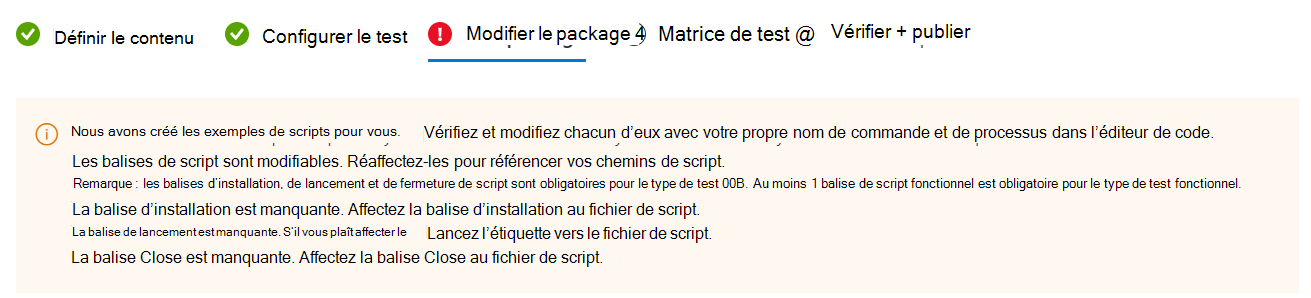 Définir le contenu Configurer le test Modifier le package 4) Matrice de test @ Vérifier + publier
Nous avons créé les exemples de scripts pour vous. Vérifiez et modifiez chacun d’eux avec votre propre nom de commande et de processus dans l’éditeur de code.
Les balises de script sont modifiables. Réaffectez-les pour référencer vos chemins de script.
Remarque : les balises d’installation, de lancement et de fermeture de script sont obligatoires pour le type de test 00B. Au moins 1 balise de script fonctionnel est obligatoire pour le type de test fonctionnel.
La balise d’installation est manquante. Affectez la balise d’installation au fichier de script.
La balise de lancement est manquante. S’il vous plaît affecter le Lancez l’étiquette vers le fichier de script.
La balise Close est manquante. Affectez la balise Close au fichier de script.